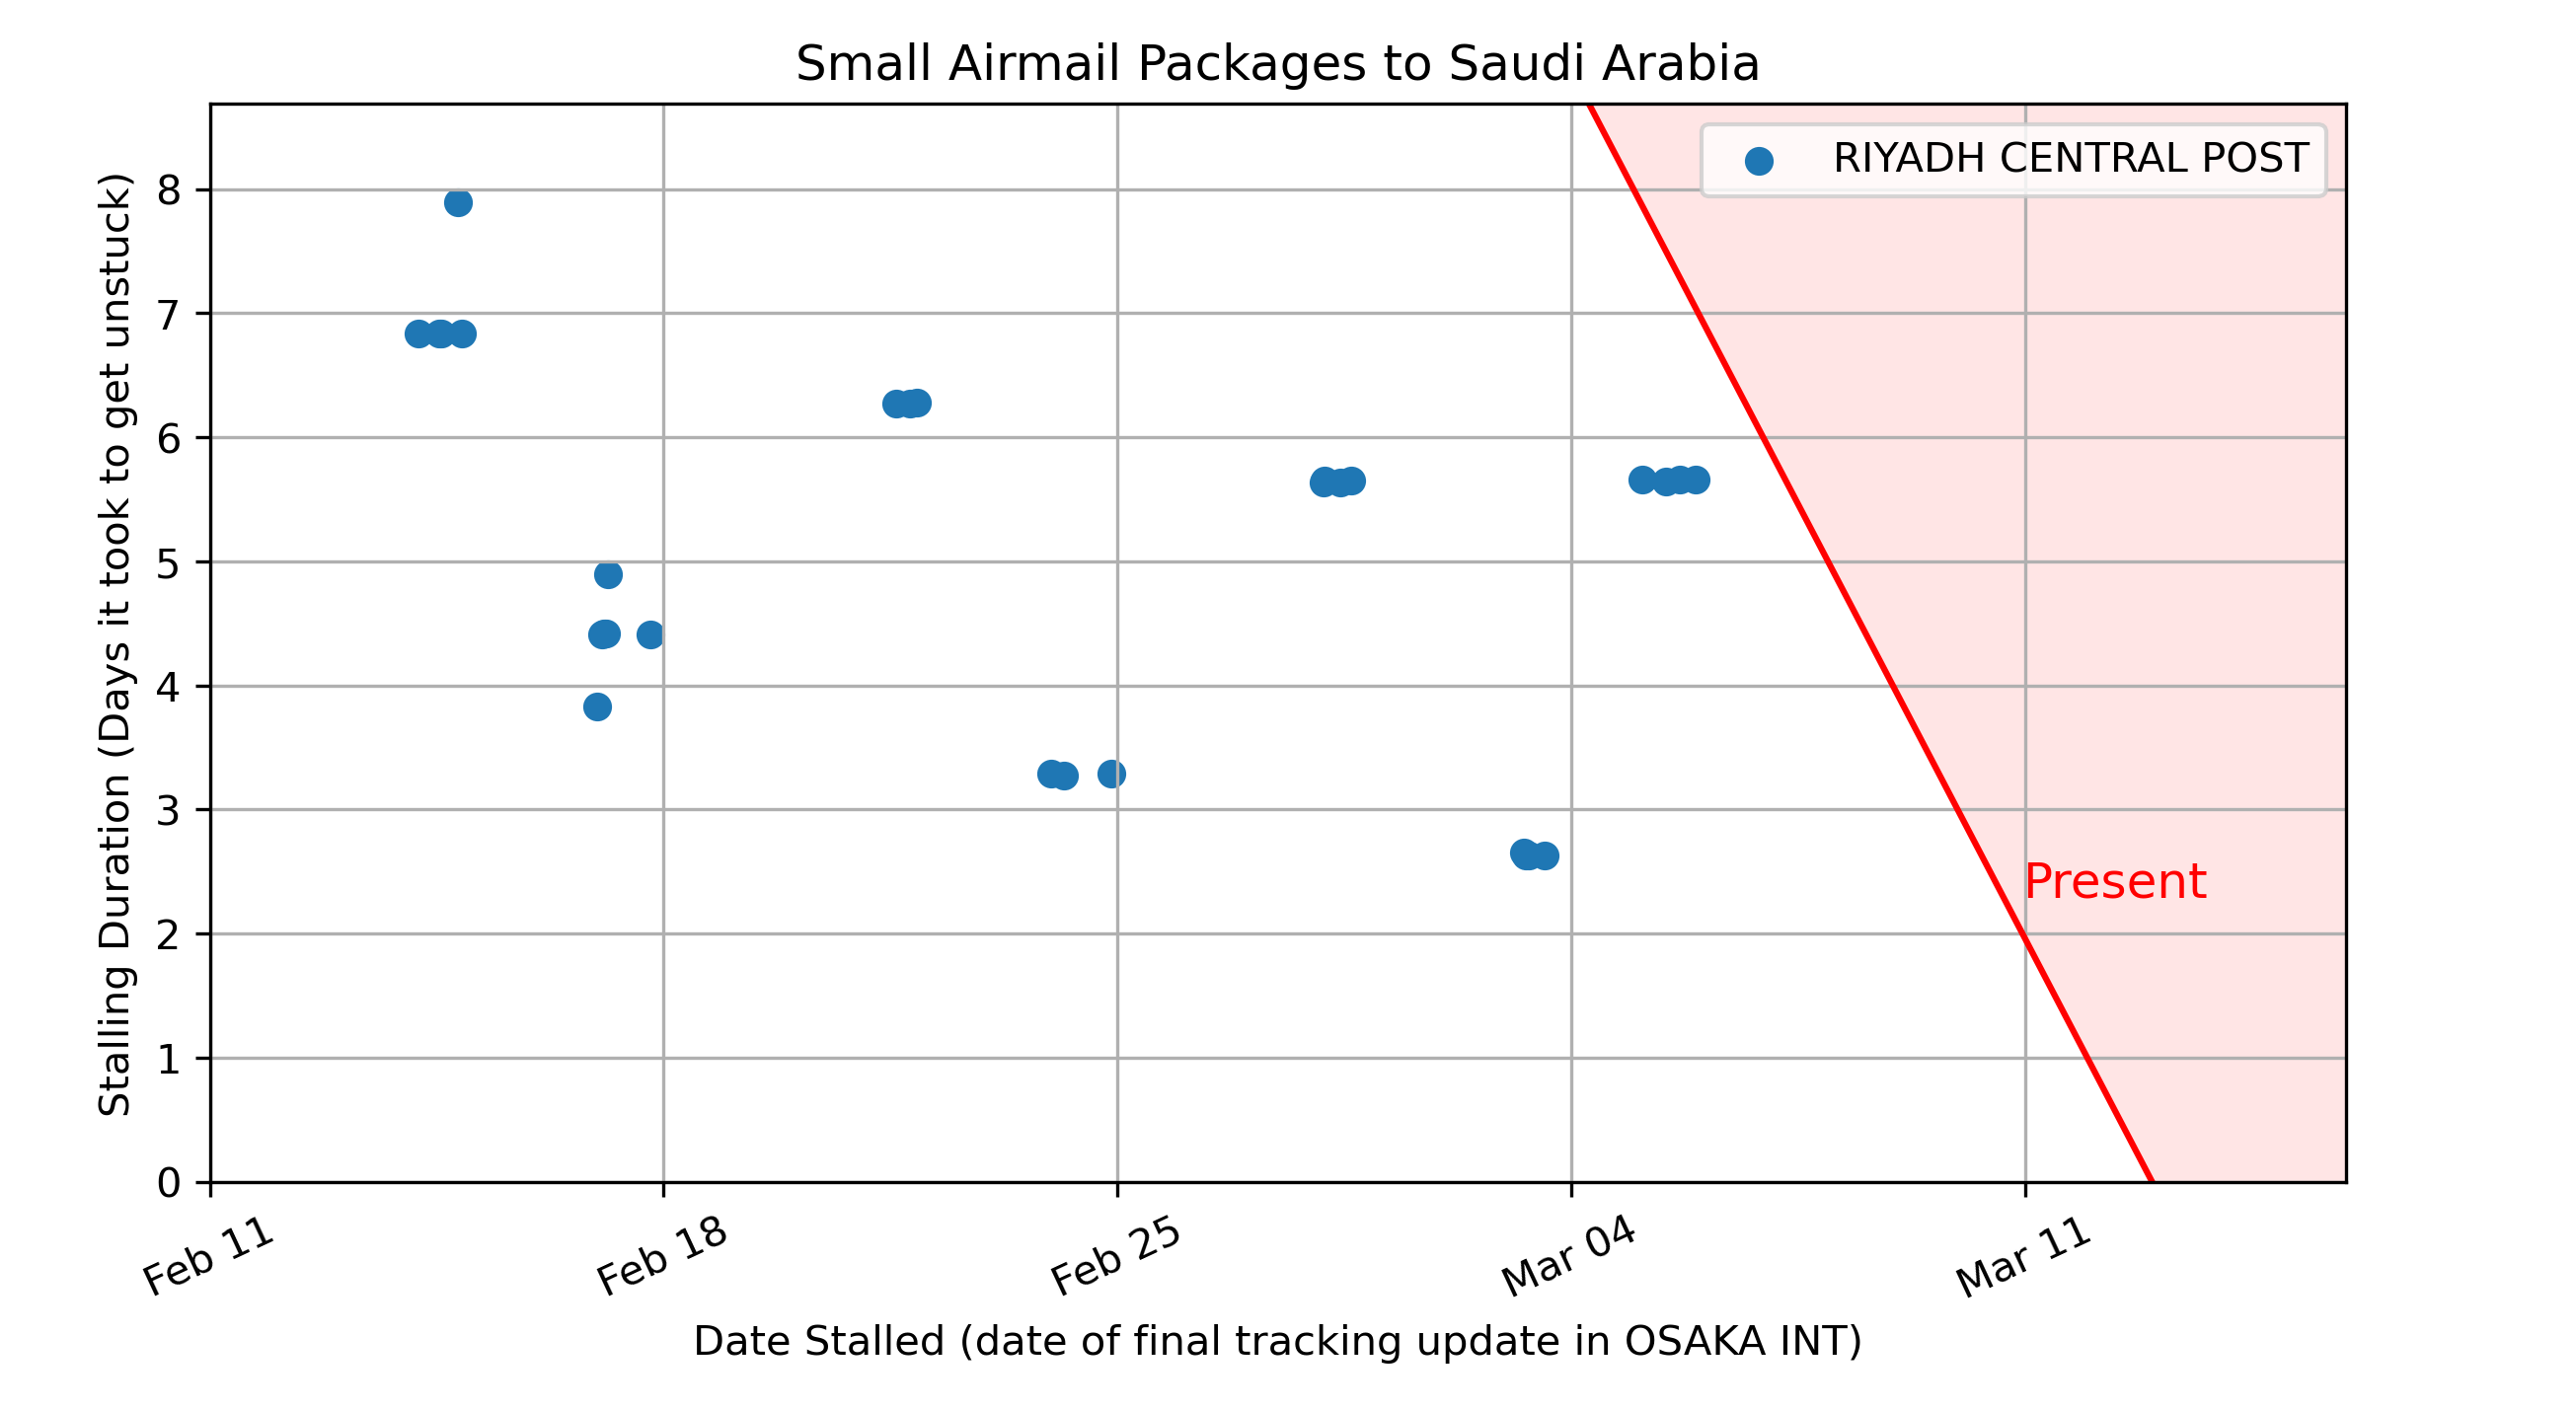 Small Airmail Packages to Saudi Arabia
RIYADH CENTRAL POST
Stalling Duration (Days it took to get unstuck)
8
7
6
5
4
3
2
1
0
Present
Feb 11
Feb 18
Feb 25
Mar 04
Mar 11
Date Stalled (date of final tracking update in OSAKA INT)